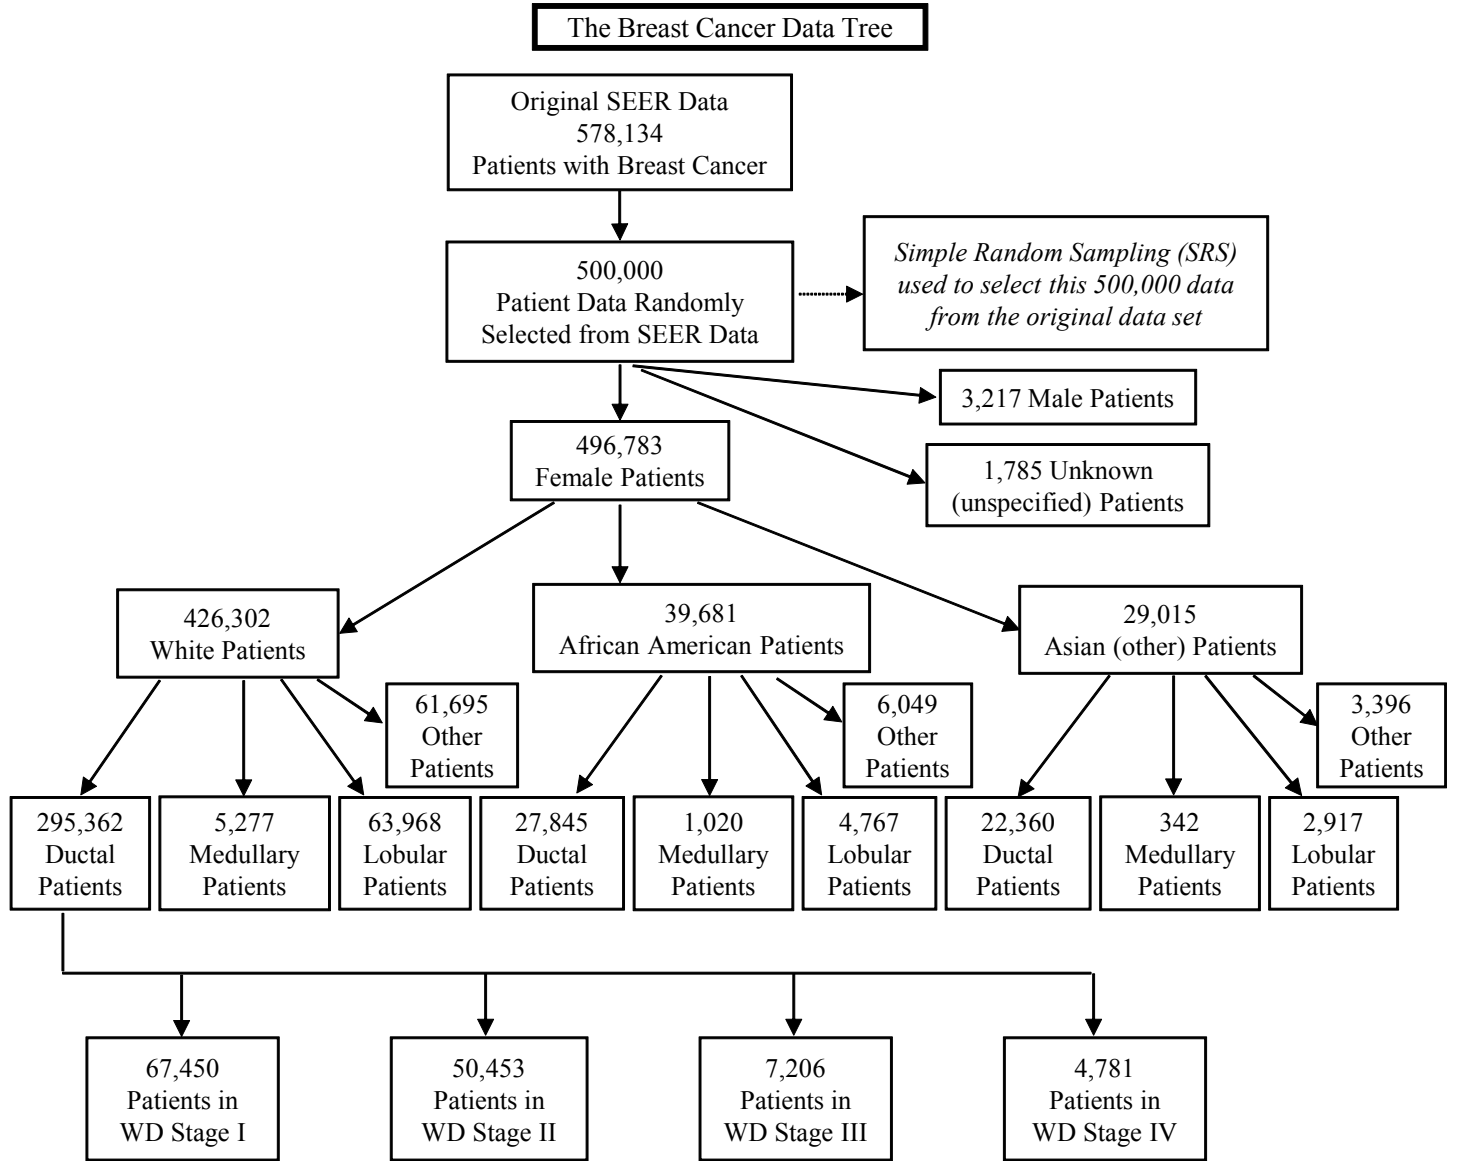 The Breast Cancer Data Tree
Original SEER Data
578,134
Patients with Breast Cancer
500,000
Patient Data Randomly
Selected from SEER Data
Simple Random Sampling (SRS)
used to select this 500,000 data
from the original data set
3,217 Male Patients
496,783
Female Patients
1,785 Unknown
(unspecified) Patients
426,302
White Patients
39,681
African American Patients
29,015
Asian (other) Patients
61,695
Other
Patients
6,049
Other
Patients
3,396
Other
Patients
295,362
Ductal
Patients
5,277
Medullary
Patients
63,968
Lobular
Patients
27,845
Ductal
Patients
1,020
Medullary
Patients
4,767
Lobular
Patients
22,360
Ductal
Patients
342
Medullary
Patients
2,917
Lobular
Patients
67,450
Patients in
WD Stage I
50,453
Patients in
WD Stage II
7,206
Patients in
WD Stage III
4,781
Patients in
WD Stage IV